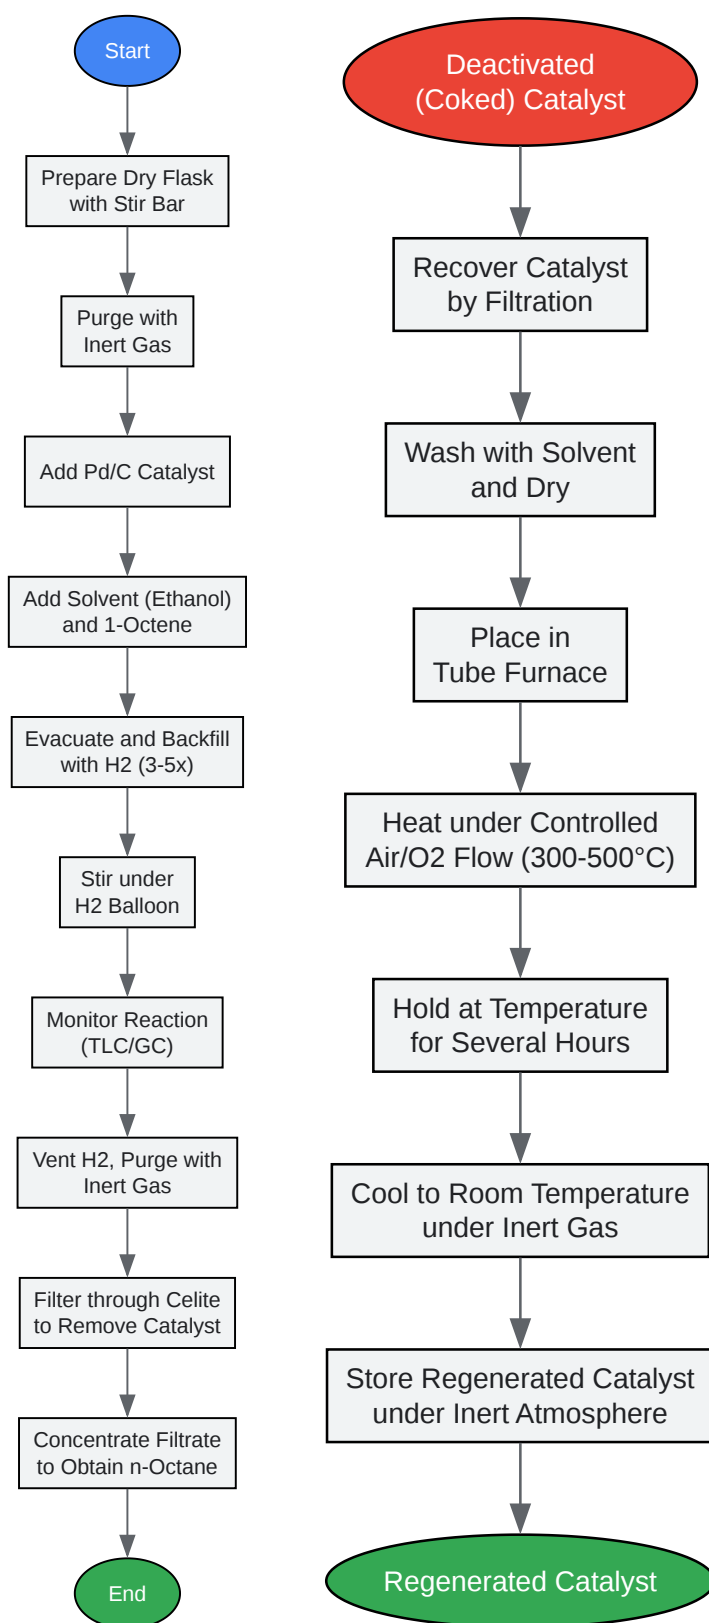 Start
Prepare Dry Flask
with Stir Bar
Purge with
Inert Gas
Add Pd/C Catalyst
Add Solvent (Ethanol)
and 1-Octene
Evacuate and Backfill
with H2 (3-5x)
Stir under
H2 Balloon
Monitor Reaction
(TLC/GC)
Vent H2, Purge with
Inert Gas
Filter through Celite
to Remove Catalyst
Concentrate Filtrate
to Obtain n-Octane
End
Deactivated
(Coked) Catalyst
Recover Catalyst
by Filtration
Wash with Solvent
and Dry
Place in
Tube Furnace
Heat under Controlled
Air/O2 Flow (300-500°C)
Hold at Temperature
for Several Hours
Cool to Room Temperature
under Inert Gas
Store Regenerated Catalyst
under Inert Atmosphere
Regenerated Catalyst